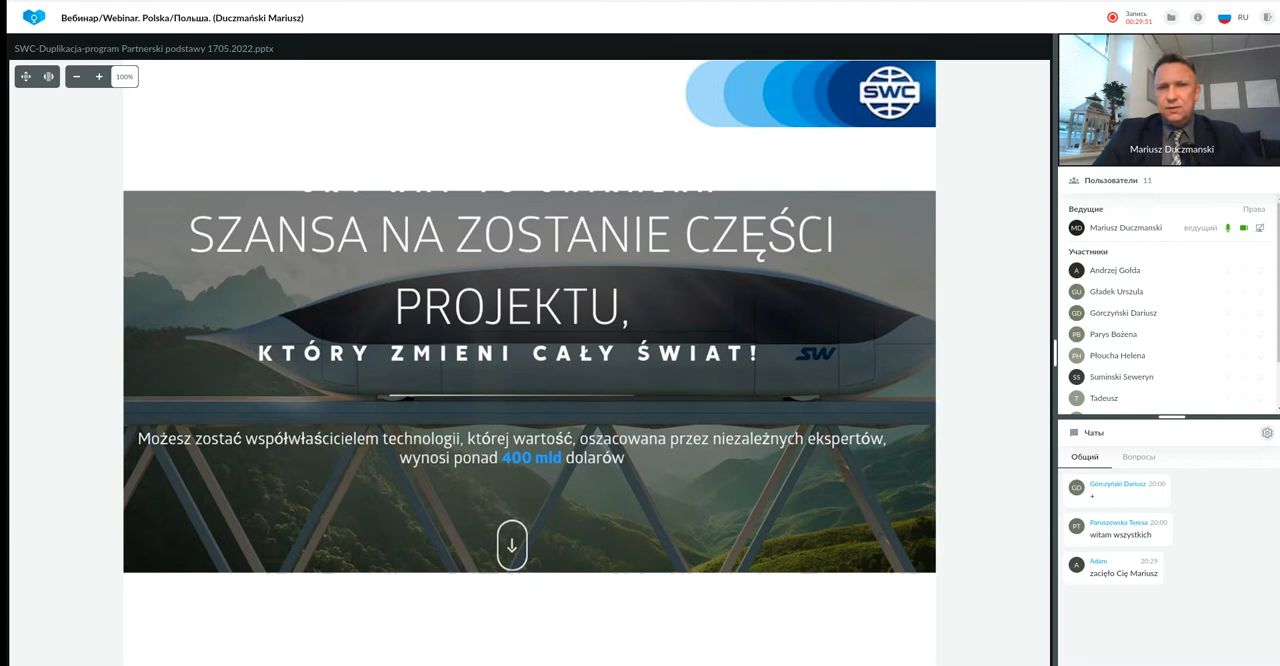 Вебинар/Webinar. Polska/Польша. (Duczmański Mariusz)
Запись
00:29:51
RU
SWC-Duplikacja-program Partnerski podstawy 1705.2022.pptx
100%
SWC
SZANSA NA ZOSTANIE CZĘŚCI
PROJEKTU,
KTÓRY ZMIENI CAŁY ŚWIAT!
SW
Możesz zostać współwłaścicielem technologii, której wartość, oszacowana przez niezależnych ekspertów,
wynosi ponad 400 mld dolarów
Mariusz Duczmanski
Пользователи 11
Ведущие Права
MD Mariusz Duczmanski ведущий
Участники
A Andrzej Gołda
GU Gładek Urszula
GD Górczyński Dariusz
PB Parys Bożena
PH Płoucha Helena
SS Suminski Seweryn
T Tadeusz
Чаты
Общий Вопросы
GD Górczyński Dariusz 20:00
+
PT Paruszewska Teresa 20:00
witam wszystkich
A Adam 20:29
zacięło Cię Mariusz